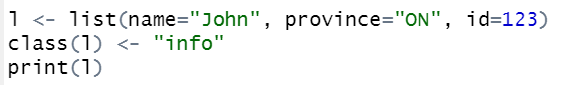 l <- list(name="John", province="ON", id=123)
class(l) <- "info"
print(l)